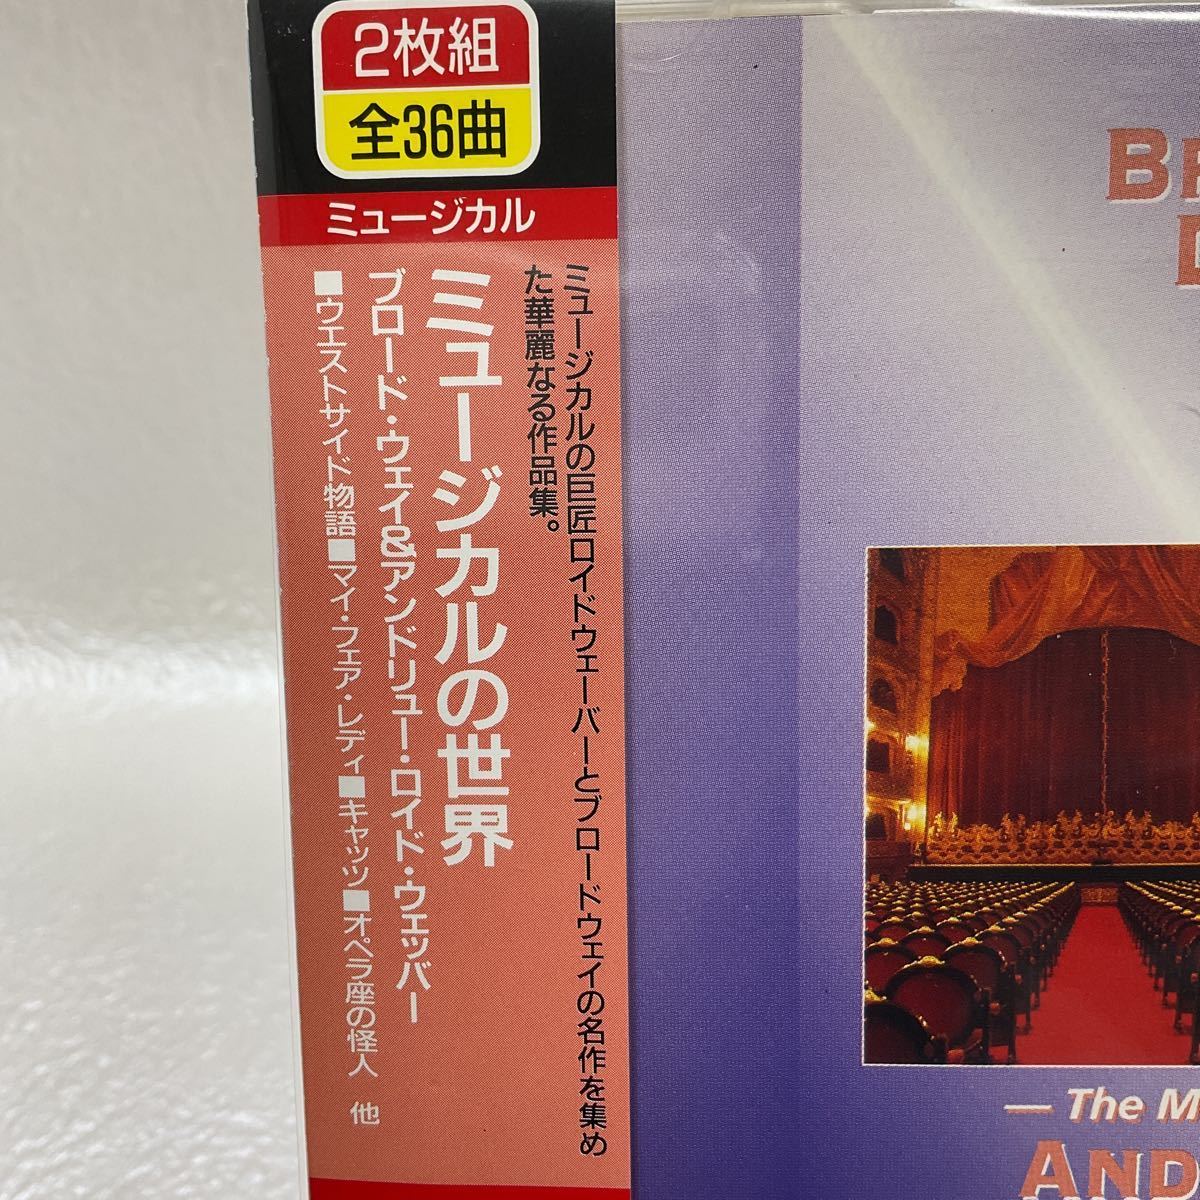 2枚組
全36曲
ミュージカル
ミュージカルの巨匠ロイドウェーバーとブロードウェイの名作を集め
た華麗なる作品集。
ミュージカルの世界
ブロード・ウェイ&アンドリュー・ロイド・ウェッバー
■ウエストサイド物語■マイ・フェア・レディ■キャッツ■オペラ座の怪人 他
— The M
AND